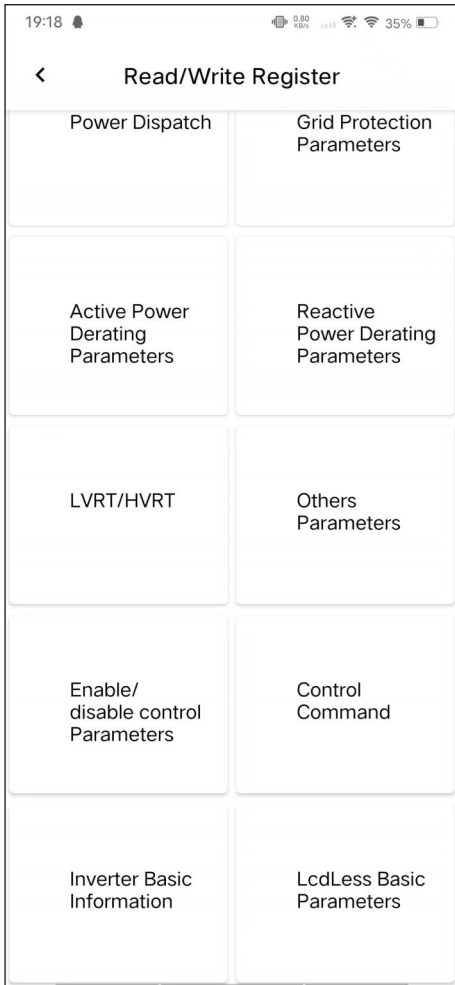 19:18
0.80
KB/s
35%
Read/Write Register
Power Dispatch
Grid Protection
Parameters
Active Power
Derating
Parameters
Reactive
Power Derating
Parameters
LVRT/HVRT
Others
Parameters
Enable/
disable control
Parameters
Control
Command
Inverter Basic
Information
LcdLess Basic
Parameters